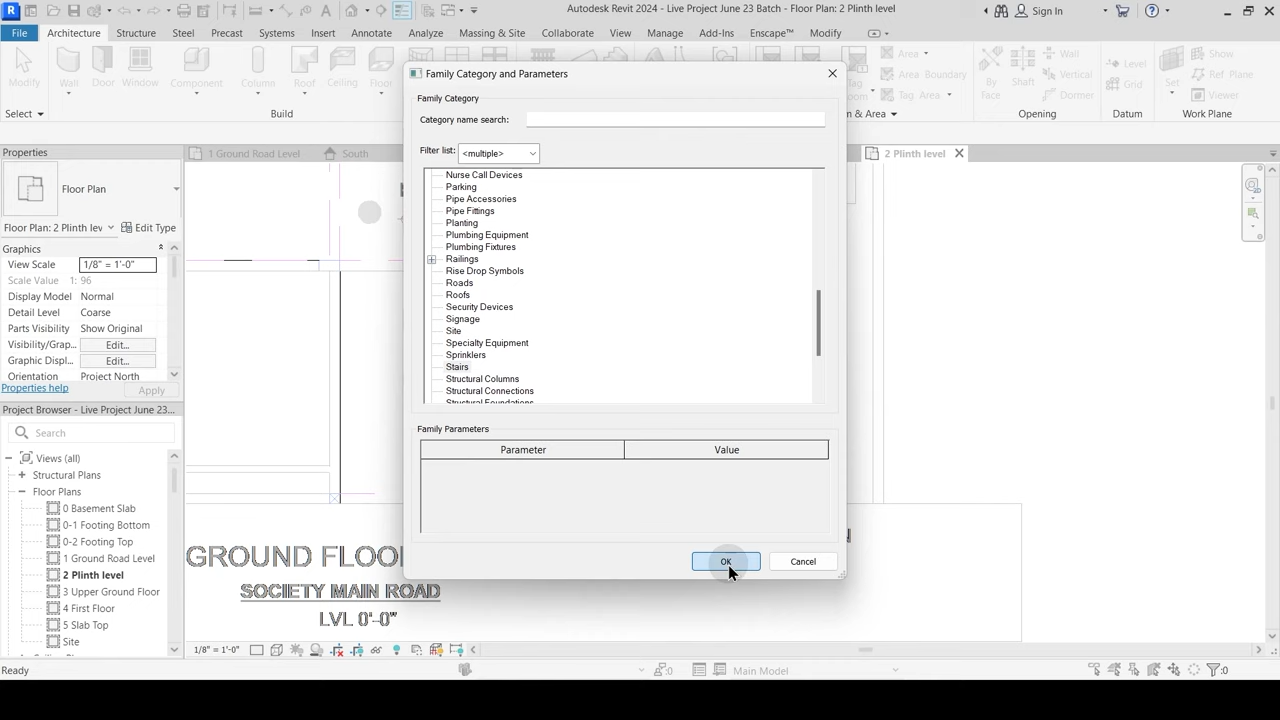 Autodesk Revit 2024 - Live Project June 23 Batch - Floor Plan: 2 Plinth level
Sign In
File Architecture Structure Steel Precast Systems Insert Annotate Analyze Massing & Site Collaborate View Manage Add-Ins Enscape™ Modify
Modify Wall Door Window Component Column Roof Ceiling Floor
Area
Area Boundary
Tag Area
By Face Shaft
Wall
Vertical
Dormer
Level
Grid
Set
Show
Ref Plane
Viewer
Select Build & Area Opening Datum Work Plane
Properties
1 Ground Road Level South 2 Plinth level
Floor Plan
Floor Plan: 2 Plinth lev Edit Type
Graphics
View Scale 1/8" = 1'-0"
Scale Value 1: 96
Display Model Normal
Detail Level Coarse
Parts Visibility Show Original
Visibility/Grap... Edit...
Graphic Displ... Edit...
Orientation Project North
Properties help Apply
Project Browser - Live Project June 23...
Search
Views (all)
Structural Plans
Floor Plans
0 Basement Slab
0-1 Footing Bottom
0-2 Footing Top
1 Ground Road Level
2 Plinth level
3 Upper Ground Floor
4 First Floor
5 Slab Top
Site
Family Category and Parameters
Family Category
Category name search:
Filter list: <multiple>
Nurse Call Devices
Parking
Pipe Accessories
Pipe Fittings
Planting
Plumbing Equipment
Plumbing Fixtures
Railings
Rise Drop Symbols
Roads
Roofs
Security Devices
Signage
Site
Specialty Equipment
Sprinklers
Stairs
Structural Columns
Structural Connections
Structural Foundations
Family Parameters
Parameter Value
OK Cancel
GROUND FLOO
SOCIETY MAIN ROAD
LVL 0'-0"
1/8" = 1'-0"
Ready
:0
Main Model
:0